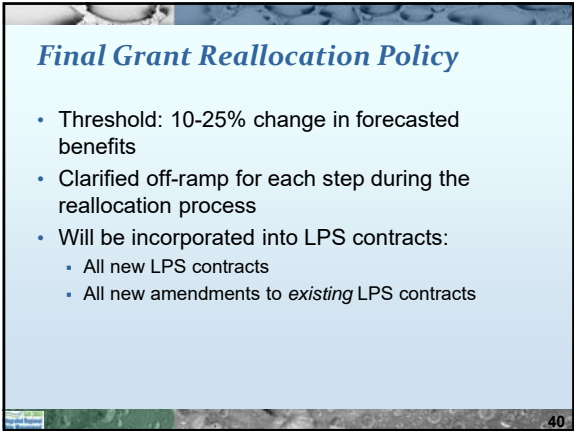 Final Grant Reallocation Policy
• Threshold: 10-25% change in forecasted
benefits
• Clarified off-ramp for each step during the
reallocation process
• Will be incorporated into LPS contracts:
▪ All new LPS contracts
▪ All new amendments to existing LPS contracts
40